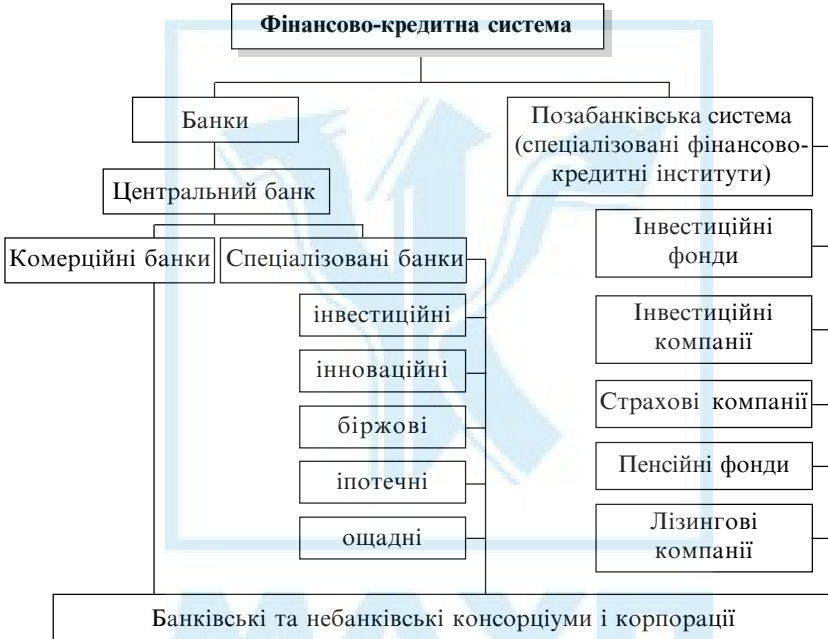 Фінансово-кредитна система
Банки
Позабанківська система
(спеціалізовані фінансово-
кредитні інститути)
Центральний банк
Комерційні банки
Спеціалізовані банки
інвестиційні
інноваційні
біржові
іпотечні
ощадні
Інвестиційні
фонди
Інвестиційні
компанії
Страхові компанії
Пенсійні фонди
Лізингові
компанії
Банківські та небанківські консорціуми і корпорації